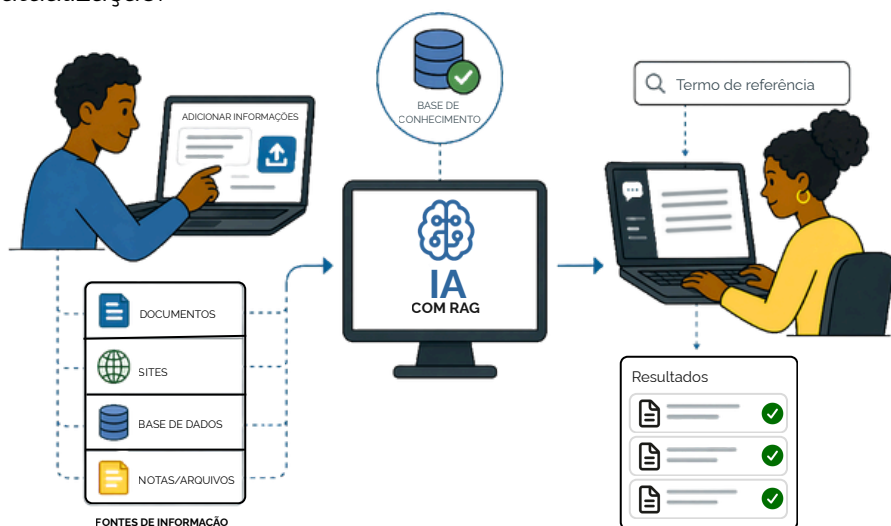 ADICIONAR INFORMAÇÕES
BASE DE
CONHECIMENTO
Termo de referência
IA
COM RAG
DOCUMENTOS
SITES
BASE DE DADOS
NOTAS/ARQUIVOS
FONTES DE INFORMAÇÃO
Resultados